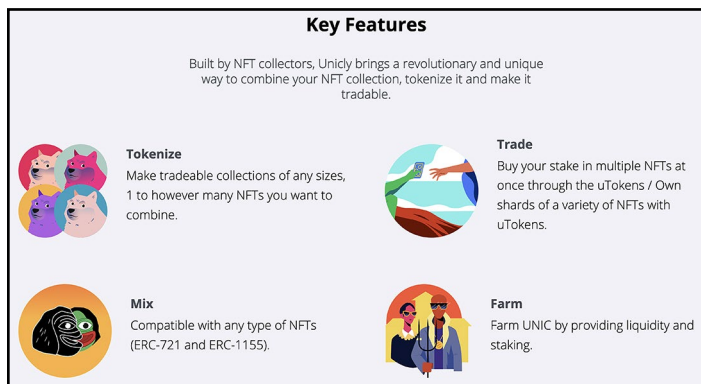 Key Features
Built by NFT collectors, Unicly brings a revolutionary and unique
way to combine your NFT collection, tokenize it and make it
tradable.
Tokenize
Make tradeable collections of any sizes,
1 to however many NFTs you want to
combine.
Trade
Buy your stake in multiple NFTs at
once through the uTokens / Own
shards of a variety of NFTs with
uTokens.
Mix
Compatible with any type of NFTs
(ERC-721 and ERC-1155).
Farm
Farm UNIC by providing liquidity and
staking.